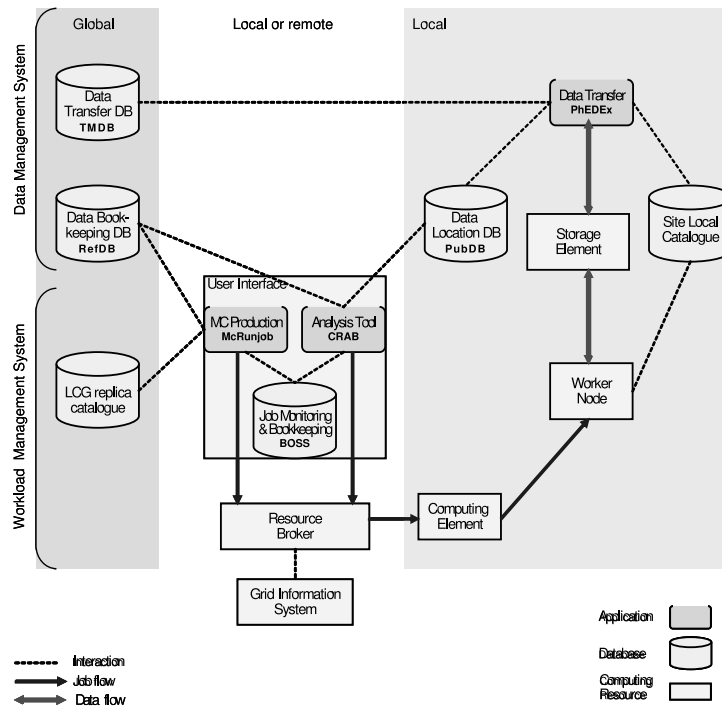 Global
Local or remote
Local
Data Management System
Data
Transfer DB
TMDB
Data Transfer
PhEDEx
Data Book-
keeping DB
RefDB
Data
Location DB
PubDB
Storage
Element
Site Local
Catalogue
User Interface
MC Production
McRunjob
Analysis Tool
CRAB
Workload Management System
LCG replica
catalogue
Job Monitoring
& Bookkeeping
BOSS
Worker
Node
Resource
Broker
Computing
Element
Grid Information
System
Application
Database
Computing
Resource
Interaction
Job flow
Data flow